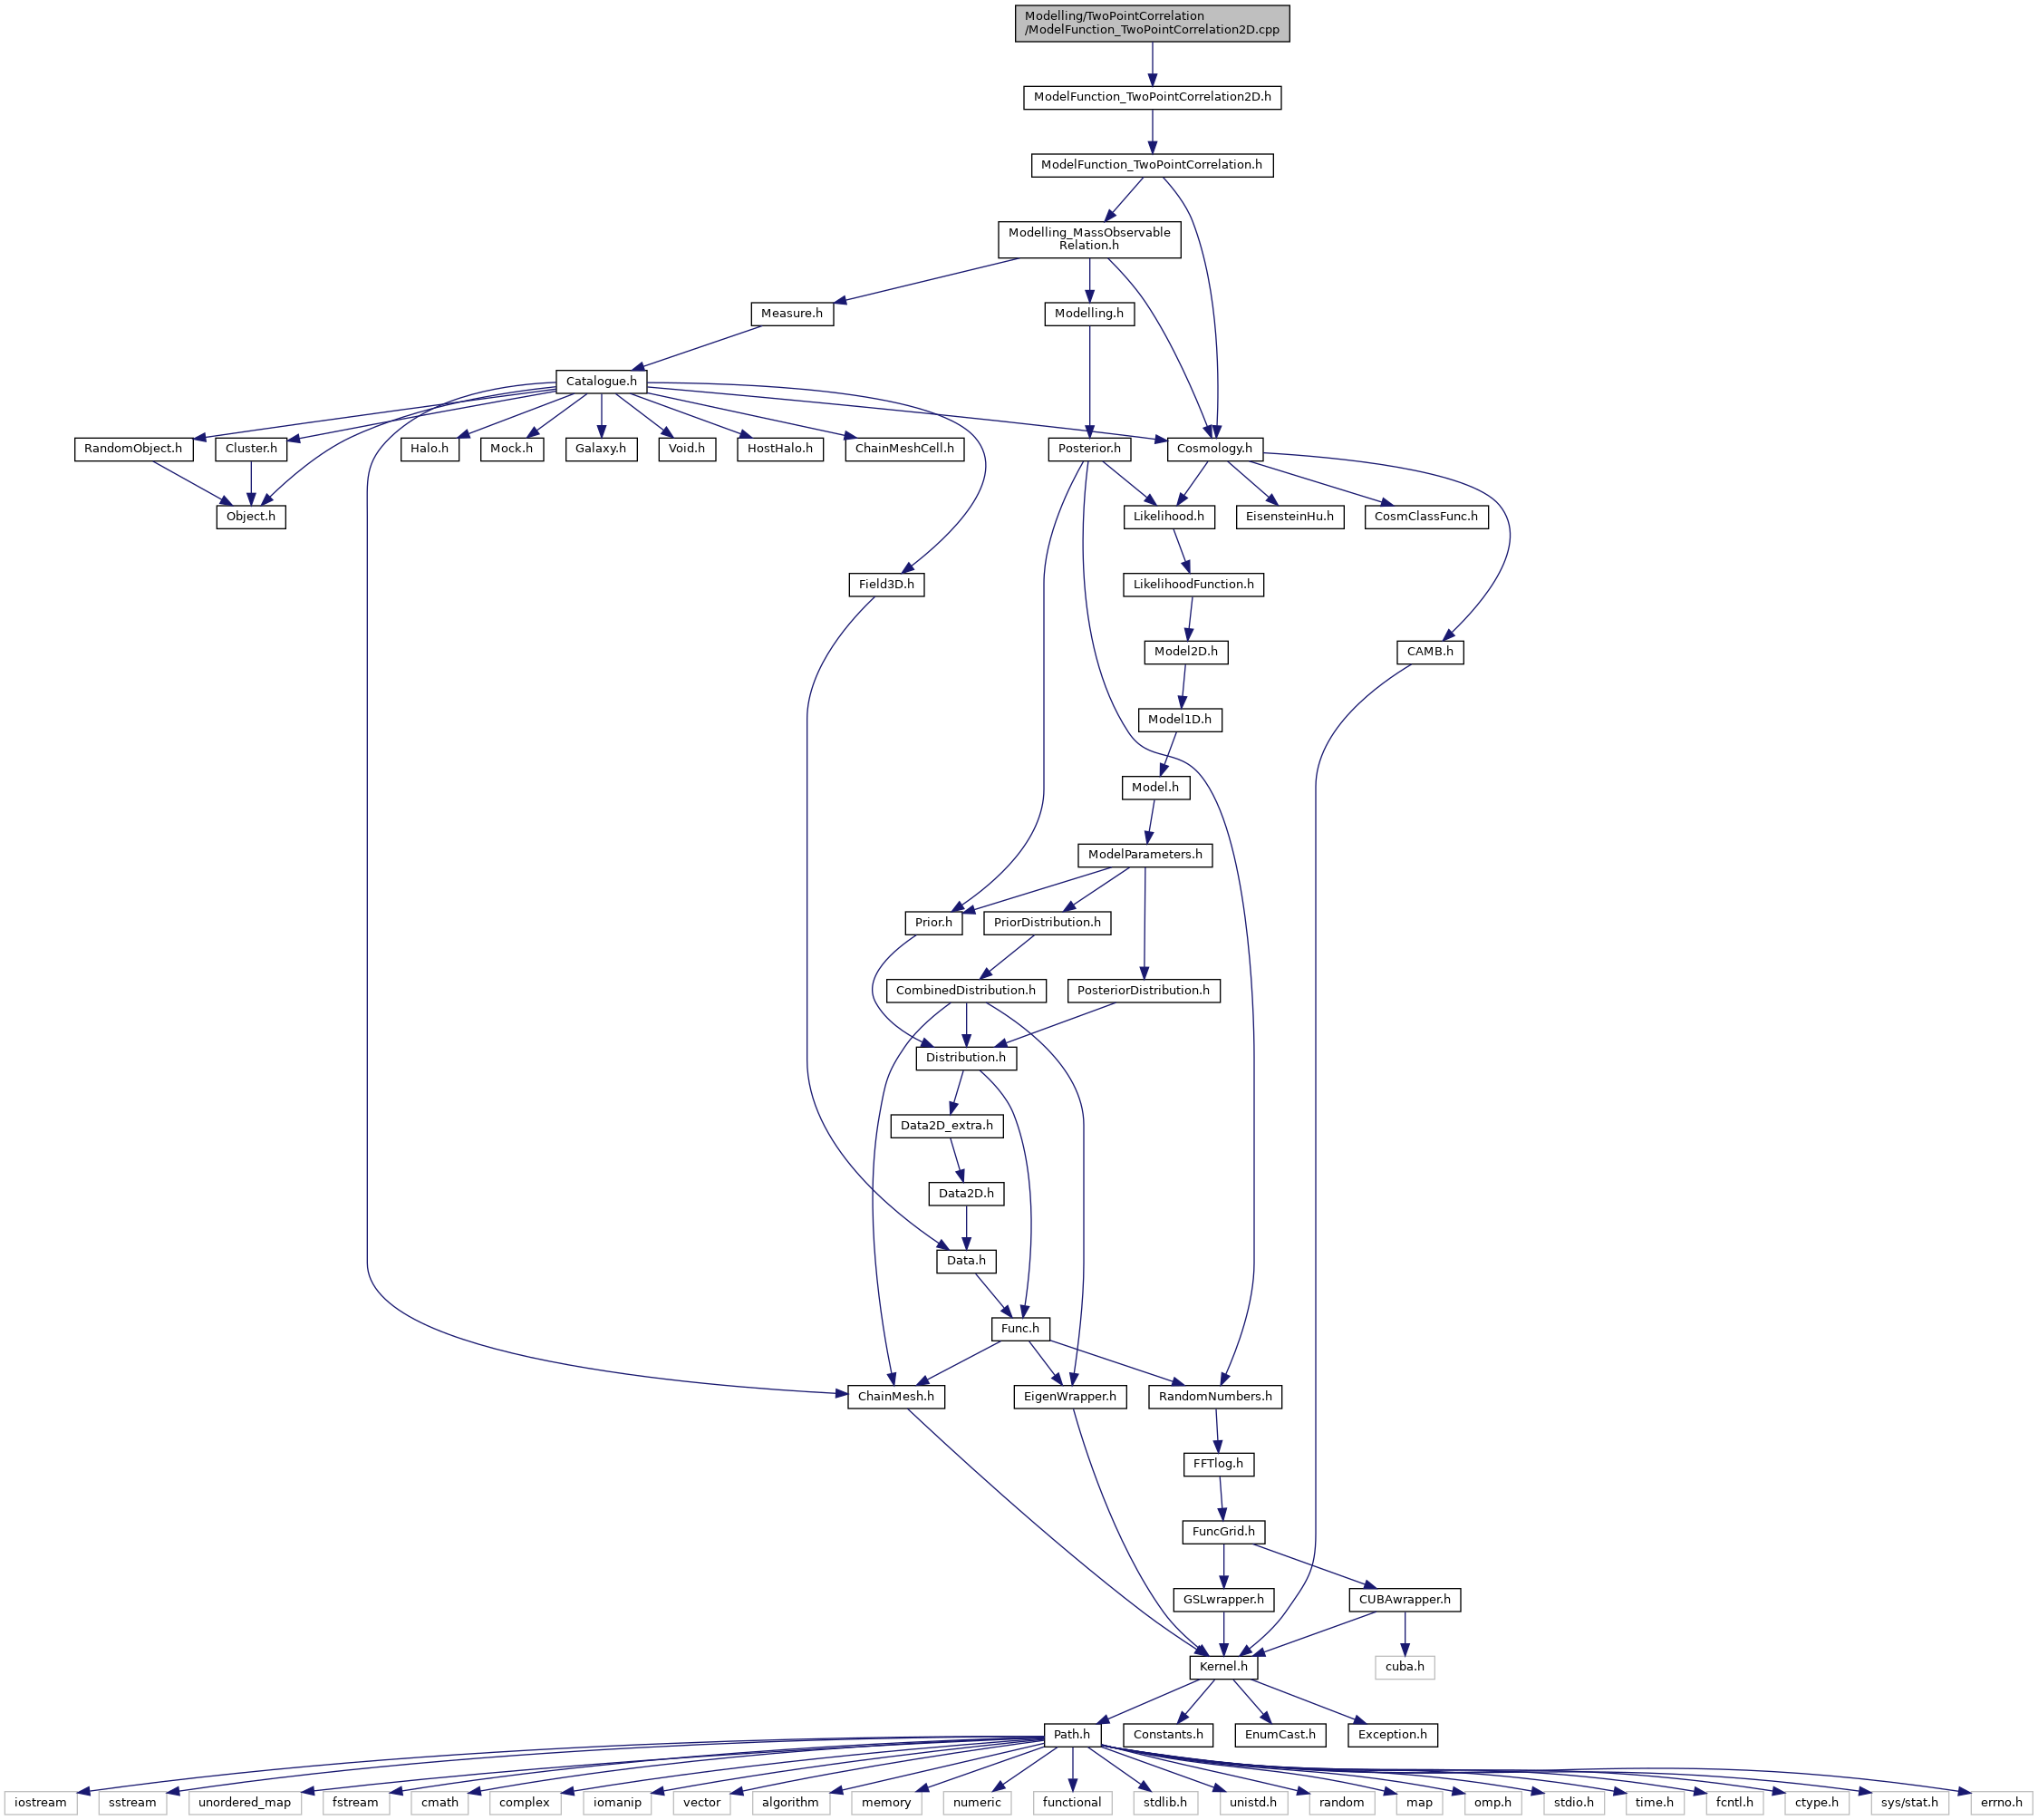 Modelling/TwoPointCorrelation
/ModelFunction_TwoPointCorrelation2D.cpp
ModelFunction_TwoPointCorrelation2D.h
ModelFunction_TwoPointCorrelation.h
Modelling_MassObservable
Relation.h
Measure.h
Modelling.h
Catalogue.h
RandomObject.h
Cluster.h
Halo.h
Mock.h
Galaxy.h
Void.h
HostHalo.h
ChainMeshCell.h
Posterior.h
Cosmology.h
Object.h
Likelihood.h
EisensteinHu.h
CosmClassFunc.h
Field3D.h
LikelihoodFunction.h
Model2D.h
CAMB.h
Model1D.h
Model.h
ModelParameters.h
Prior.h
PriorDistribution.h
CombinedDistribution.h
PosteriorDistribution.h
Distribution.h
Data2D_extra.h
Data2D.h
Data.h
Func.h
ChainMesh.h
EigenWrapper.h
RandomNumbers.h
FFTlog.h
FuncGrid.h
GSLwrapper.h
CUBAwrapper.h
Kernel.h
cuba.h
Path.h
Constants.h
EnumCast.h
Exception.h
iostream
sstream
unordered_map
fstream
cmath
complex
iomanip
vector
algorithm
memory
numeric
functional
stdlib.h
unistd.h
random
map
omp.h
stdio.h
time.h
fcntl.h
ctype.h
sys/stat.h
errno.h